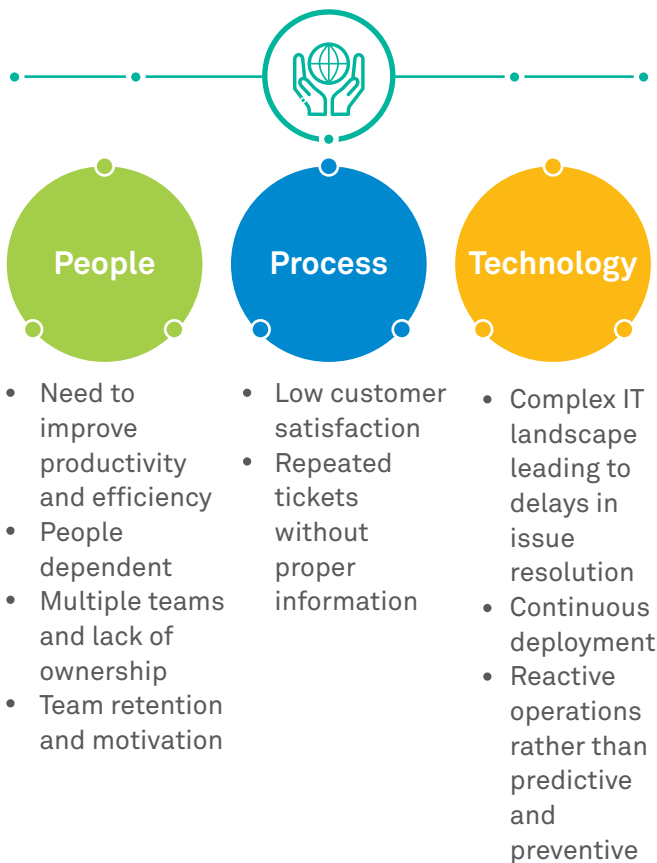 People
• Need to
improve
productivity
and efficiency
• People
dependent
• Multiple teams
and lack of
ownership
• Team retention
and motivation
Process
• Low customer
satisfaction
• Repeated
tickets
without
proper
information
Technology
• Complex IT
landscape
leading to
delays in
issue
resolution
• Continuous
deployment
• Reactive
operations
rather than
predictive
and
preventive